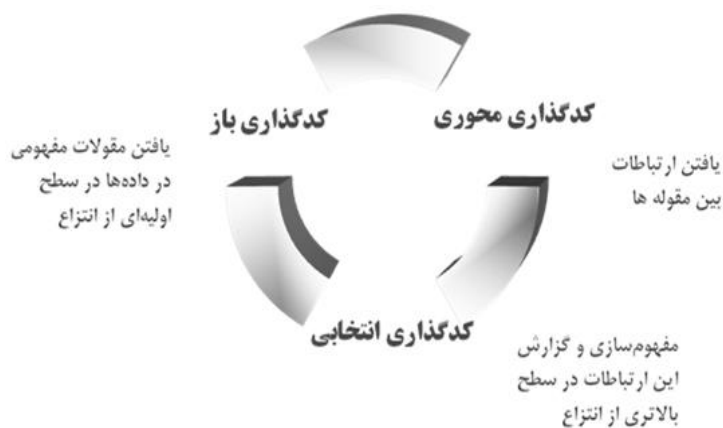 کدگذاری محوری
کدگذاری باز
یافتن ارتباطات
بین مقوله ها
یافتن مقولات مفهومی
در داده‌ها در سطح
اولیه‌ای از انتزاع
کدگذاری انتخابی
مفهوم‌سازی و گزارش
این ارتباطات در سطح
بالاتری از انتزاع